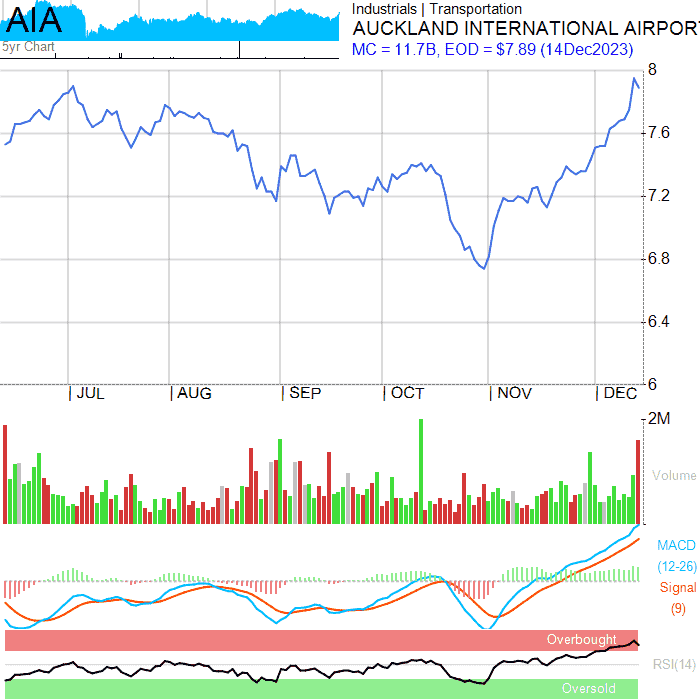 AIA
5yr Chart
Industrials | Transportation
AUCKLAND INTERNATIONAL AIRPORT
MC = 11.7B, EOD = $7.89 (14Dec2023)
8
7.6
7.2
6.8
6.4
6
| JUL | AUG | SEP | OCT | NOV | DEC
2M
Volume
MACD
(12-26)
Signal
(9)
Overbought
RSI(14)
Oversold